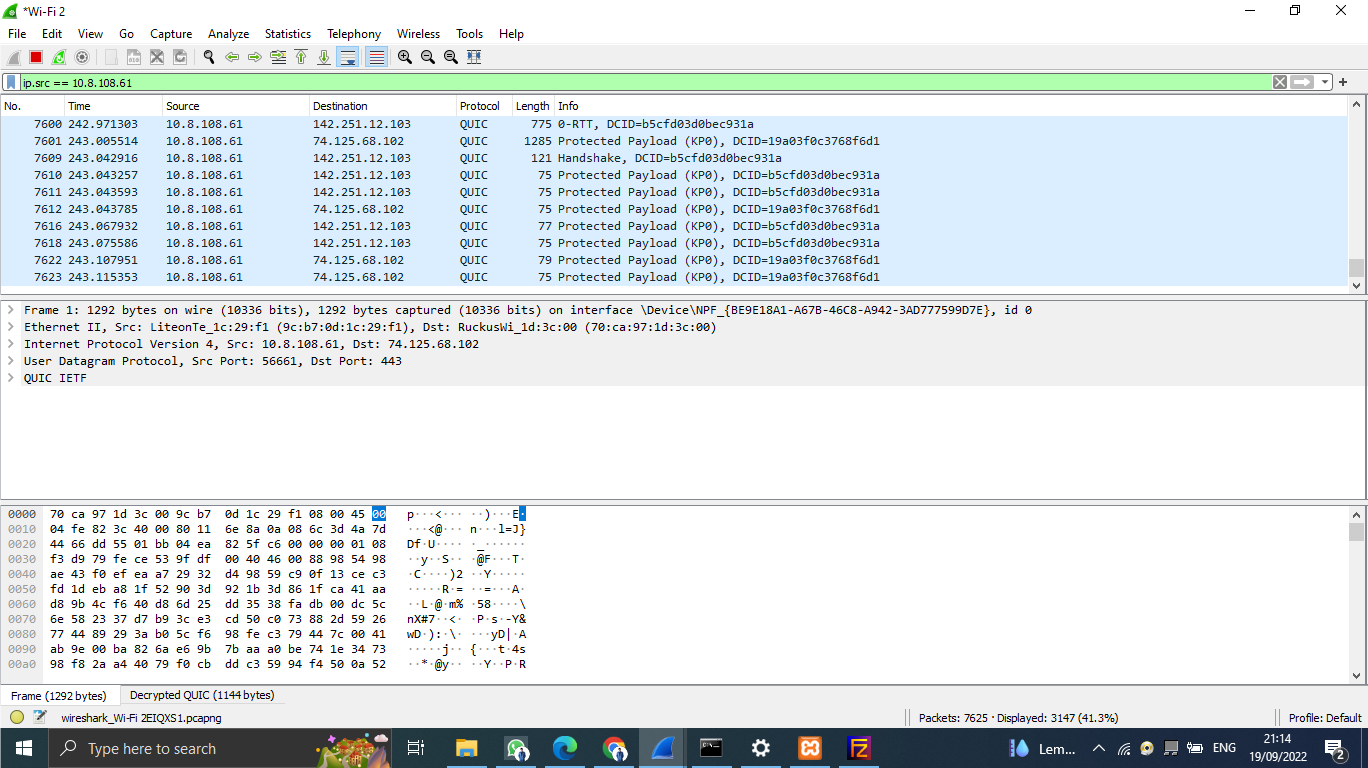 *Wi-Fi 2
File Edit View Go Capture Analyze Statistics Telephony Wireless Tools Help
ip.src == 10.8.108.61
No. Time Source Destination Protocol Length Info
7600 242.971303 10.8.108.61 142.251.12.103 QUIC 775 0-RTT, DCID=b5cfd03d0bec931a
7601 243.005514 10.8.108.61 74.125.68.102 QUIC 1285 Protected Payload (KP0), DCID=19a03f0c3768f6d1
7609 243.042916 10.8.108.61 142.251.12.103 QUIC 121 Handshake, DCID=b5cfd03d0bec931a
7610 243.043257 10.8.108.61 142.251.12.103 QUIC 75 Protected Payload (KP0), DCID=b5cfd03d0bec931a
7611 243.043593 10.8.108.61 142.251.12.103 QUIC 75 Protected Payload (KP0), DCID=b5cfd03d0bec931a
7612 243.043785 10.8.108.61 74.125.68.102 QUIC 75 Protected Payload (KP0), DCID=19a03f0c3768f6d1
7616 243.067932 10.8.108.61 142.251.12.103 QUIC 77 Protected Payload (KP0), DCID=b5cfd03d0bec931a
7618 243.075586 10.8.108.61 142.251.12.103 QUIC 75 Protected Payload (KP0), DCID=b5cfd03d0bec931a
7622 243.107951 10.8.108.61 74.125.68.102 QUIC 79 Protected Payload (KP0), DCID=19a03f0c3768f6d1
7623 243.115353 10.8.108.61 74.125.68.102 QUIC 75 Protected Payload (KP0), DCID=19a03f0c3768f6d1
Frame 1: 1292 bytes on wire (10336 bits), 1292 bytes captured (10336 bits) on interface \Device\NPF_{BE9E18A1-A67B-46C8-A942-3AD777599D7E}, id 0
Ethernet II, Src: LiteonTe_1c:29:f1 (9c:b7:0d:1c:29:f1), Dst: RuckusWi_1d:3c:00 (70:ca:97:1d:3c:00)
Internet Protocol Version 4, Src: 10.8.108.61, Dst: 74.125.68.102
User Datagram Protocol, Src Port: 56661, Dst Port: 443
QUIC IETF
0000 70 ca 97 1d 3c 00 9c b7 0d 1c 29 f1 08 00 45 00 p···<··· ··)···E·
0010 04 fe 82 3c 40 00 80 11 6e 8a 0a 08 6c 3d 4a 7d ···<@··· n···l=J}
0020 44 66 dd 55 01 bb 04 ea 82 5f c6 00 00 00 01 08 Df·U···· ·_······
0030 f3 d9 79 fe ce 53 9f df 00 40 46 00 88 98 54 98 ··y··S·· ·@F···T·
0040 ae 43 f0 ef ea a7 29 32 d4 98 59 c9 0f 13 ce c3 ·C····)2 ··Y·····
0050 fd 1d eb a8 1f 52 90 3d 92 1b 3d 86 1f ca 41 aa ·····R·= ··=···A·
0060 d8 9b 4c f6 40 d8 6d 25 dd 35 38 fa db 00 dc 5c ··L·@·m% ·58····\
0070 6e 58 23 37 d7 b9 3c e3 cd 50 c0 73 88 2d 59 26 nX#7··<· ·P·s·-Y&
0080 77 44 89 29 3a b0 5c f6 98 fe c3 79 44 7c 00 41 wD·):·\· ···yD|·A
0090 ab 9e 00 ba 82 6a e6 9b 7b aa a0 be 74 1e 34 73 ·····j·· {···t·4s
00a0 98 f8 2a a4 40 79 f0 cb dd c3 59 94 f4 50 0a 52 ··*·@y·· ··Y··P·R
Frame (1292 bytes) Decrypted QUIC (1144 bytes)
wireshark_Wi-Fi 2EIQXS1.pcapng Packets: 7625 · Displayed: 3147 (41.3%) Profile: Default
Type here to search Lem... ENG 21:14
19/09/2022 2